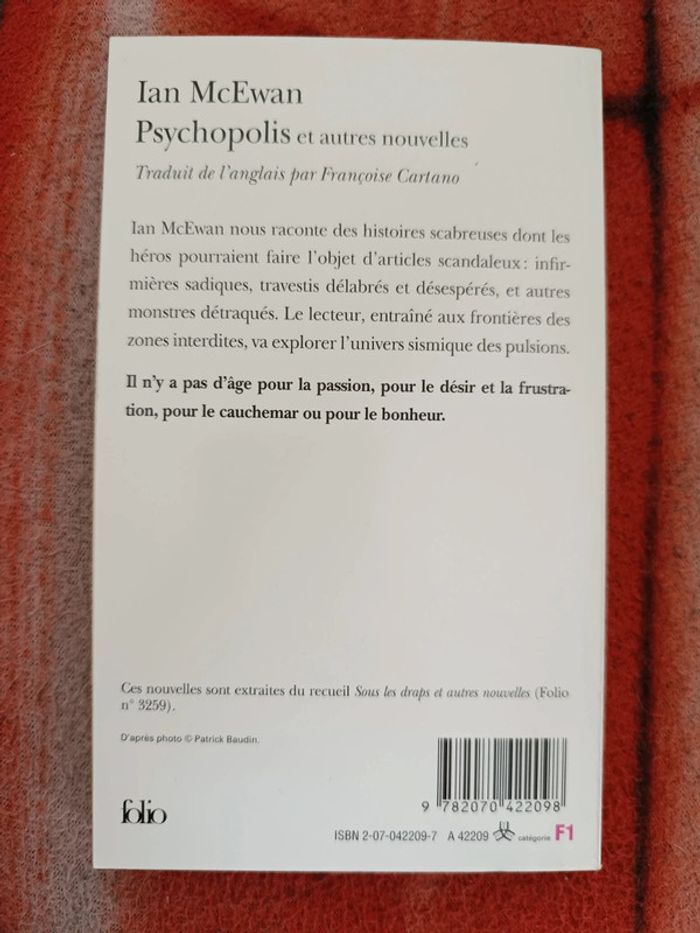 Ian McEwan
Psychopolis et autres nouvelles
Traduit de l'anglais par Françoise Cartano
Ian McEwan nous raconte des histoires scabreuses dont les
héros pourraient faire l'objet d'articles scandaleux : infir-
mières sadiques, travestis délabrés et désespérés, et autres
monstres détraqués. Le lecteur, entraîné aux frontières des
zones interdites, va explorer l'univers sismique des pulsions.
Il n'y a pas d'âge pour la passion, pour le désir et la frustra-
tion, pour le cauchemar ou pour le bonheur.
Ces nouvelles sont extraites du recueil Sous les draps et autres nouvelles (Folio
n° 3259).
D'après photo © Patrick Baudin.
9 782070 422098
folio
ISBN 2-07-042209-7 A 42209 catégorie F1